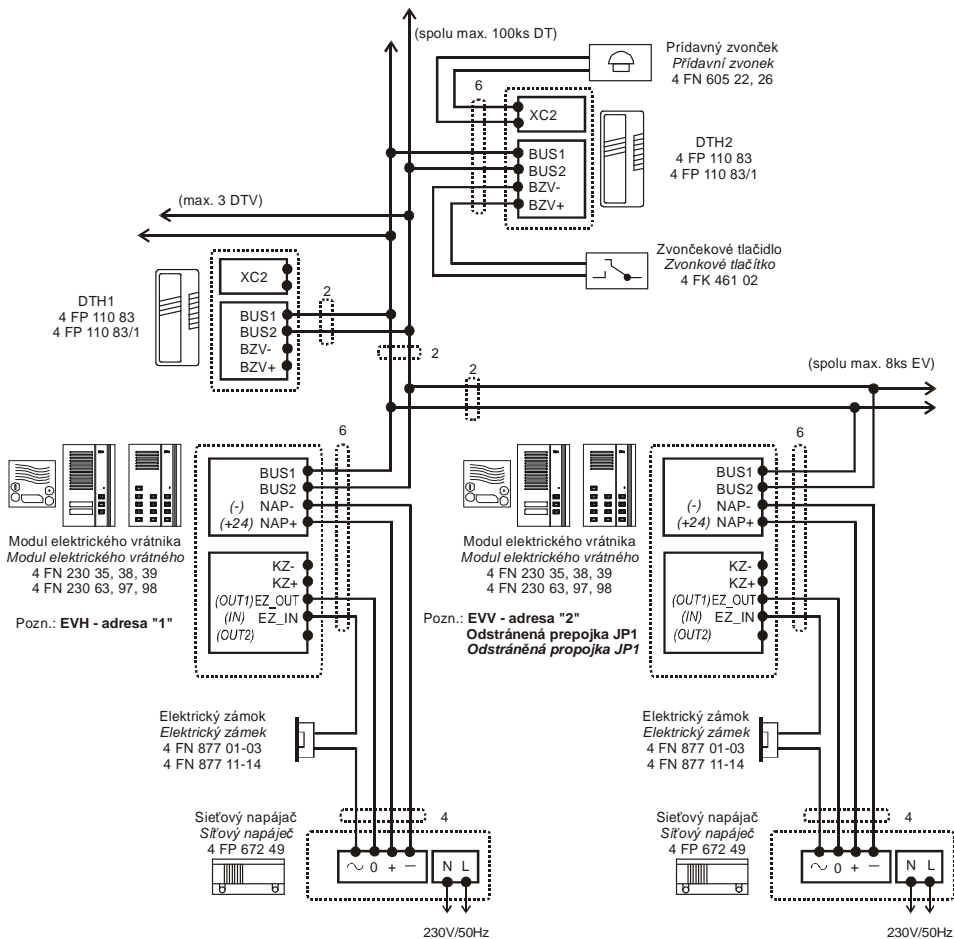 (spolu max. 100ks DT)
Prídavný zvonček
Přídavní zvonek
4 FN 605 22, 26
6
XC2
BUS1
BUS2
BZV-
BZV+
DTH2
4 FP 110 83
4 FP 110 83/1
(max. 3 DTV)
Zvončekové tlačidlo
Zvonkové tlačítko
4 FK 461 02
DTH1
4 FP 110 83
4 FP 110 83/1
XC2
BUS1
BUS2
BZV-
BZV+
2
2
2
(spolu max. 8ks EV)
6
BUS1
BUS2
(-) NAP-
(+24) NAP+
KZ-
KZ+
(OUT1) EZ_OUT
(IN) EZ_IN
(OUT2)
Modul elektrického vrátnika
Modul elektrického vrátného
4 FN 230 35, 38, 39
4 FN 230 63, 97, 98
Pozn.: EVH - adresa "1"
6
BUS1
BUS2
(-) NAP-
(+24) NAP+
KZ-
KZ+
(OUT1) EZ_OUT
(IN) EZ_IN
(OUT2)
Modul elektrického vrátnika
Modul elektrického vrátného
4 FN 230 35, 38, 39
4 FN 230 63, 97, 98
Pozn.: EVV - adresa "2"
Odstránená prepojka JP1
Odstráněná propojka JP1
Elektrický zámok
Elektrický zámek
4 FN 877 01-03
4 FN 877 11-14
Elektrický zámok
Elektrický zámek
4 FN 877 01-03
4 FN 877 11-14
Sieťový napájač
Síťový napáječ
4 FP 672 49
4
~ 0 + −
N L
230V/50Hz
Sieťový napájač
Síťový napáječ
4 FP 672 49
4
~ 0 + −
N L
230V/50Hz